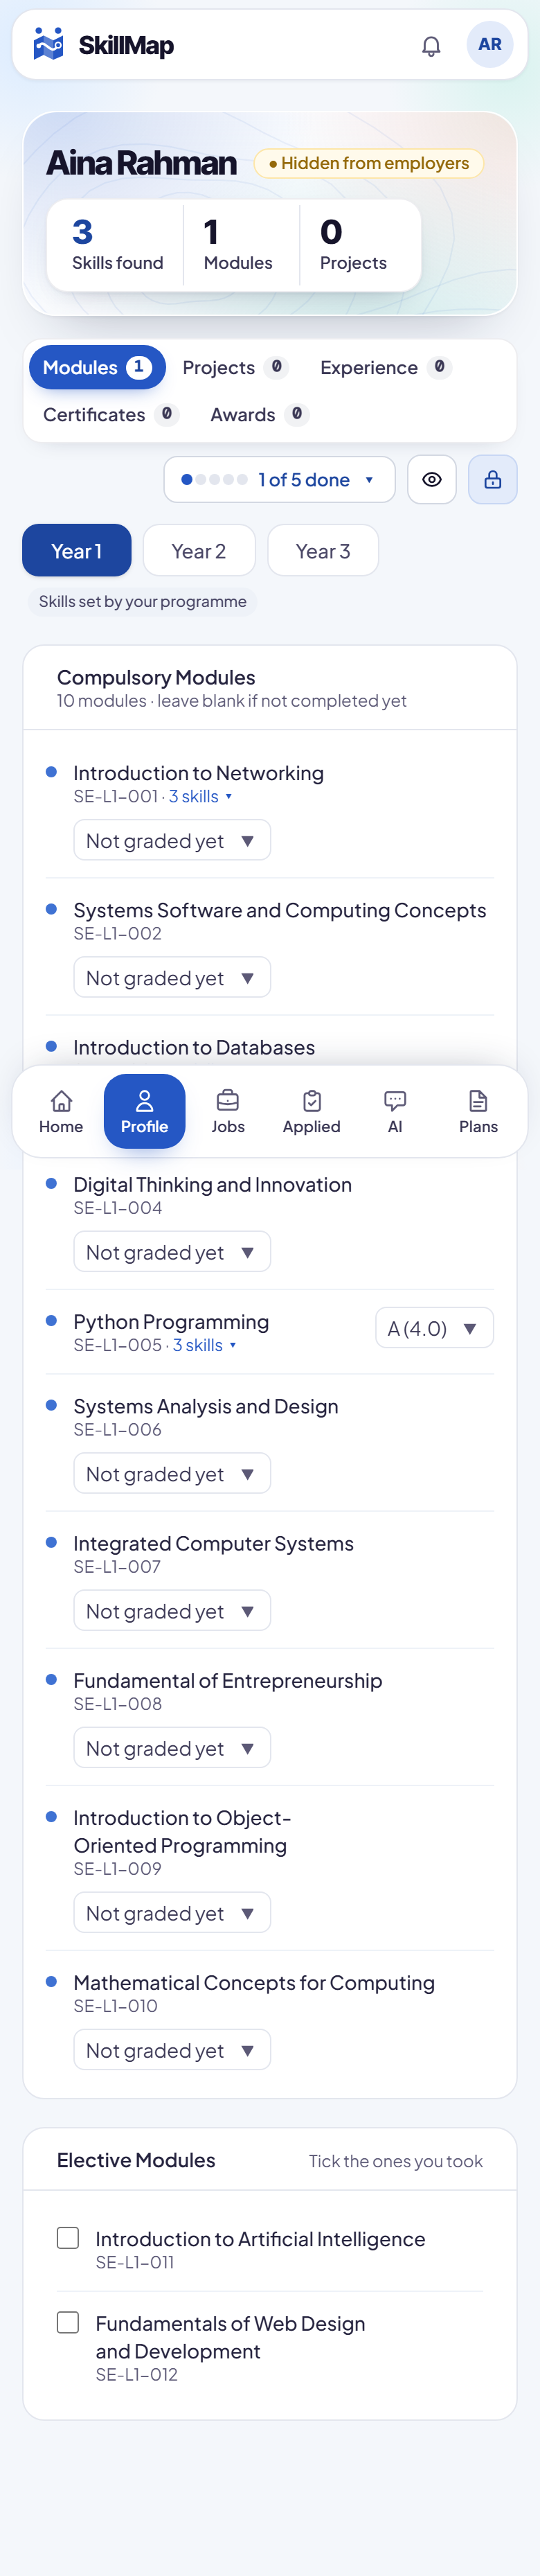 SkillMap
AR
Aina Rahman
• Hidden from employers
3
Skills found
1
Modules
0
Projects
Modules 1
Projects 0
Experience 0
Certificates 0
Awards 0
1 of 5 done
Year 1
Year 2
Year 3
Skills set by your programme
Compulsory Modules
10 modules · leave blank if not completed yet
Introduction to Networking
SE-L1-001 · 3 skills
Not graded yet
Systems Software and Computing Concepts
SE-L1-002
Not graded yet
Introduction to Databases
Home
Profile
Jobs
Applied
AI
Plans
Digital Thinking and Innovation
SE-L1-004
Not graded yet
Python Programming
SE-L1-005 · 3 skills
A (4.0)
Systems Analysis and Design
SE-L1-006
Not graded yet
Integrated Computer Systems
SE-L1-007
Not graded yet
Fundamental of Entrepreneurship
SE-L1-008
Not graded yet
Introduction to Object-
Oriented Programming
SE-L1-009
Not graded yet
Mathematical Concepts for Computing
SE-L1-010
Not graded yet
Elective Modules
Tick the ones you took
Introduction to Artificial Intelligence
SE-L1-011
Fundamentals of Web Design
and Development
SE-L1-012